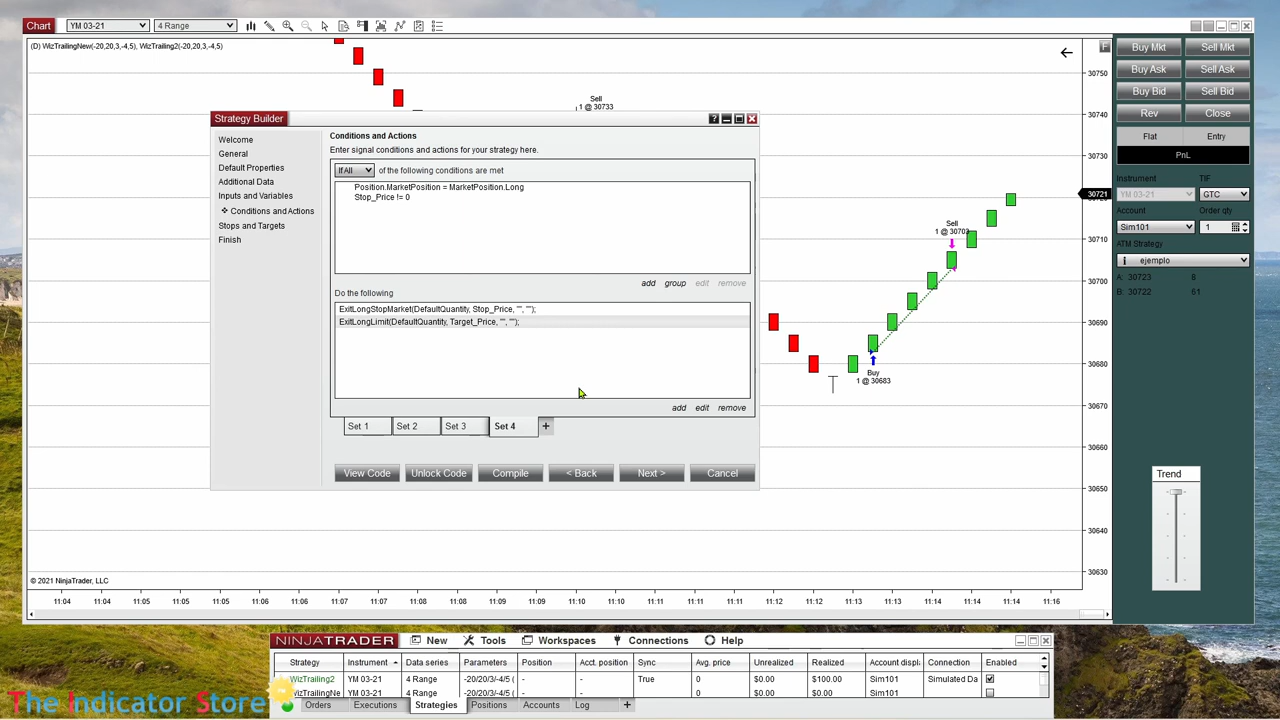 Chart
YM 03-21
4 Range
(D) WizTrailingNew(-20,20,3,-4,5), WizTrailing2(-20,20,3,-4,5)
F
Sell
1 @ 30733
Strategy Builder
?
Welcome
General
Default Properties
Additional Data
Inputs and Variables
Conditions and Actions
Stops and Targets
Finish
Conditions and Actions
Enter signal conditions and actions for your strategy here.
If All
of the following conditions are met
Position.MarketPosition = MarketPosition.Long
Stop_Price != 0
add group edit remove
Do the following
ExitLongStopMarket(DefaultQuantity, Stop_Price, "", "");
ExitLongLimit(DefaultQuantity, Target_Price, "", "");
add edit remove
Set 1 Set 2 Set 3 Set 4 +
View Code Unlock Code Compile < Back Next > Cancel
Sell
1 @ 30703
Buy
1 @ 30683
30750
30740
30730
30721
30710
30700
30690
30680
30670
30660
30650
30640
30630
© 2021 NinjaTrader, LLC
11:04 11:04 11:05 11:05 11:05 11:06 11:07 11:07 11:08 11:08 11:09 11:09 11:10 11:10 11:11 11:11 11:12 11:12 11:13 11:13 11:14 11:14 11:14 11:16
Buy Mkt Sell Mkt
Buy Ask Sell Ask
Buy Bid Sell Bid
Rev Close
Flat Entry
PnL
Instrument TIF
YM 03-21 GTC
Account Order qty
Sim101 1
ATM Strategy
ejemplo
A: 30723 8
B: 30722 61
Trend
NINJATRADER New Tools Workspaces Connections Help
Strategy Instrument Data series Parameters Position Acct. position Sync Avg. price Unrealized Realized Account displ Connection Enabled
WizTrailing2 YM 03-21 4 Range -20/20/3/-4/5 ( - - True 0 $0.00 $100.00 Sim101 Simulated Da
WizTrailingNe YM 03-21 4 Range -20/20/3/-4/5 ( - - 0 $0.00 $0.00 Sim101
Orders Executions Strategies Positions Accounts Log +
The Indicator Store